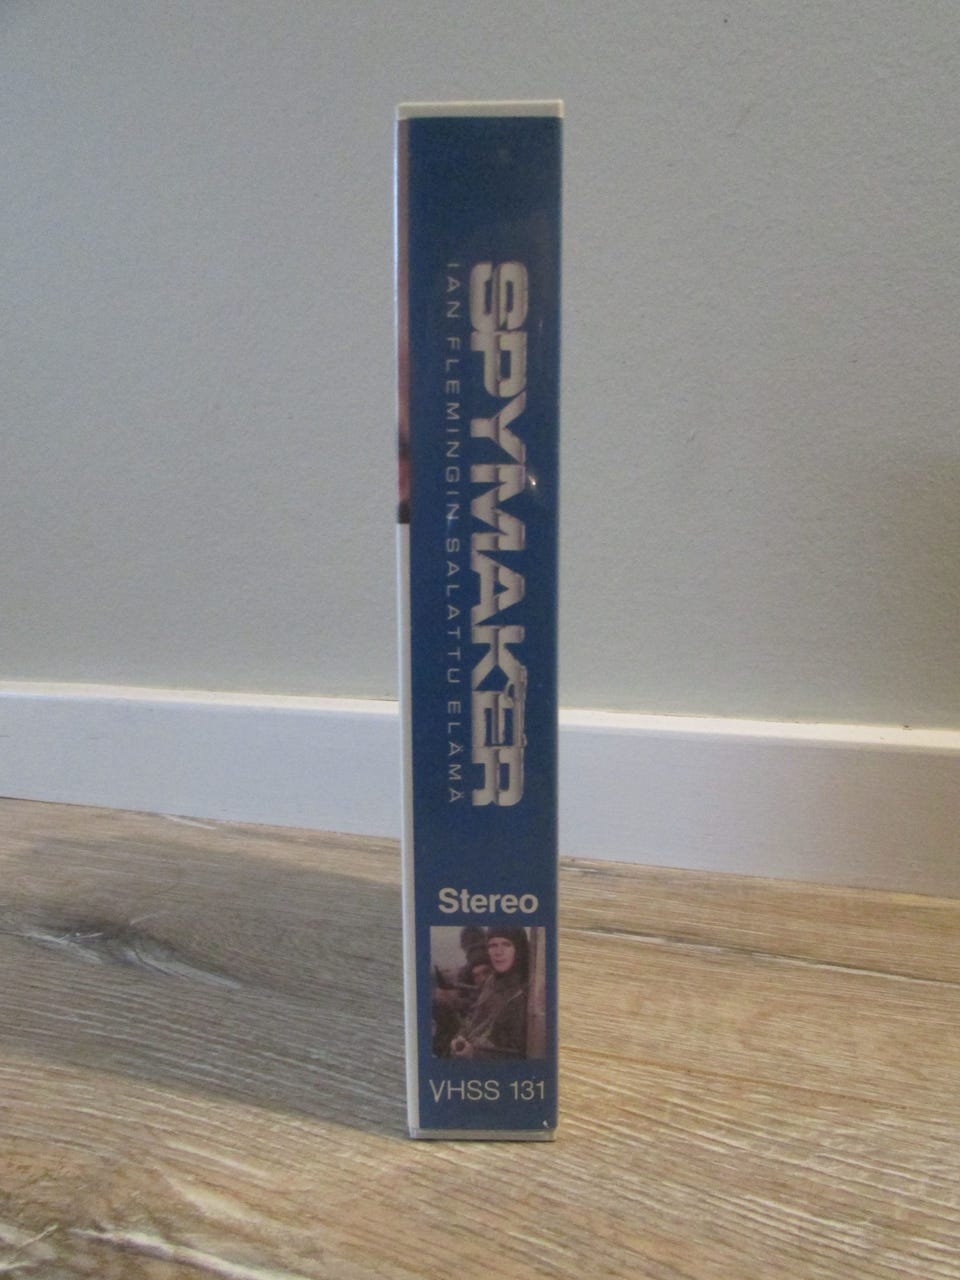 SPYMAKER
IAN FLEMINGIN SALATTU ELÄMÄ
Stereo
VHSS 131